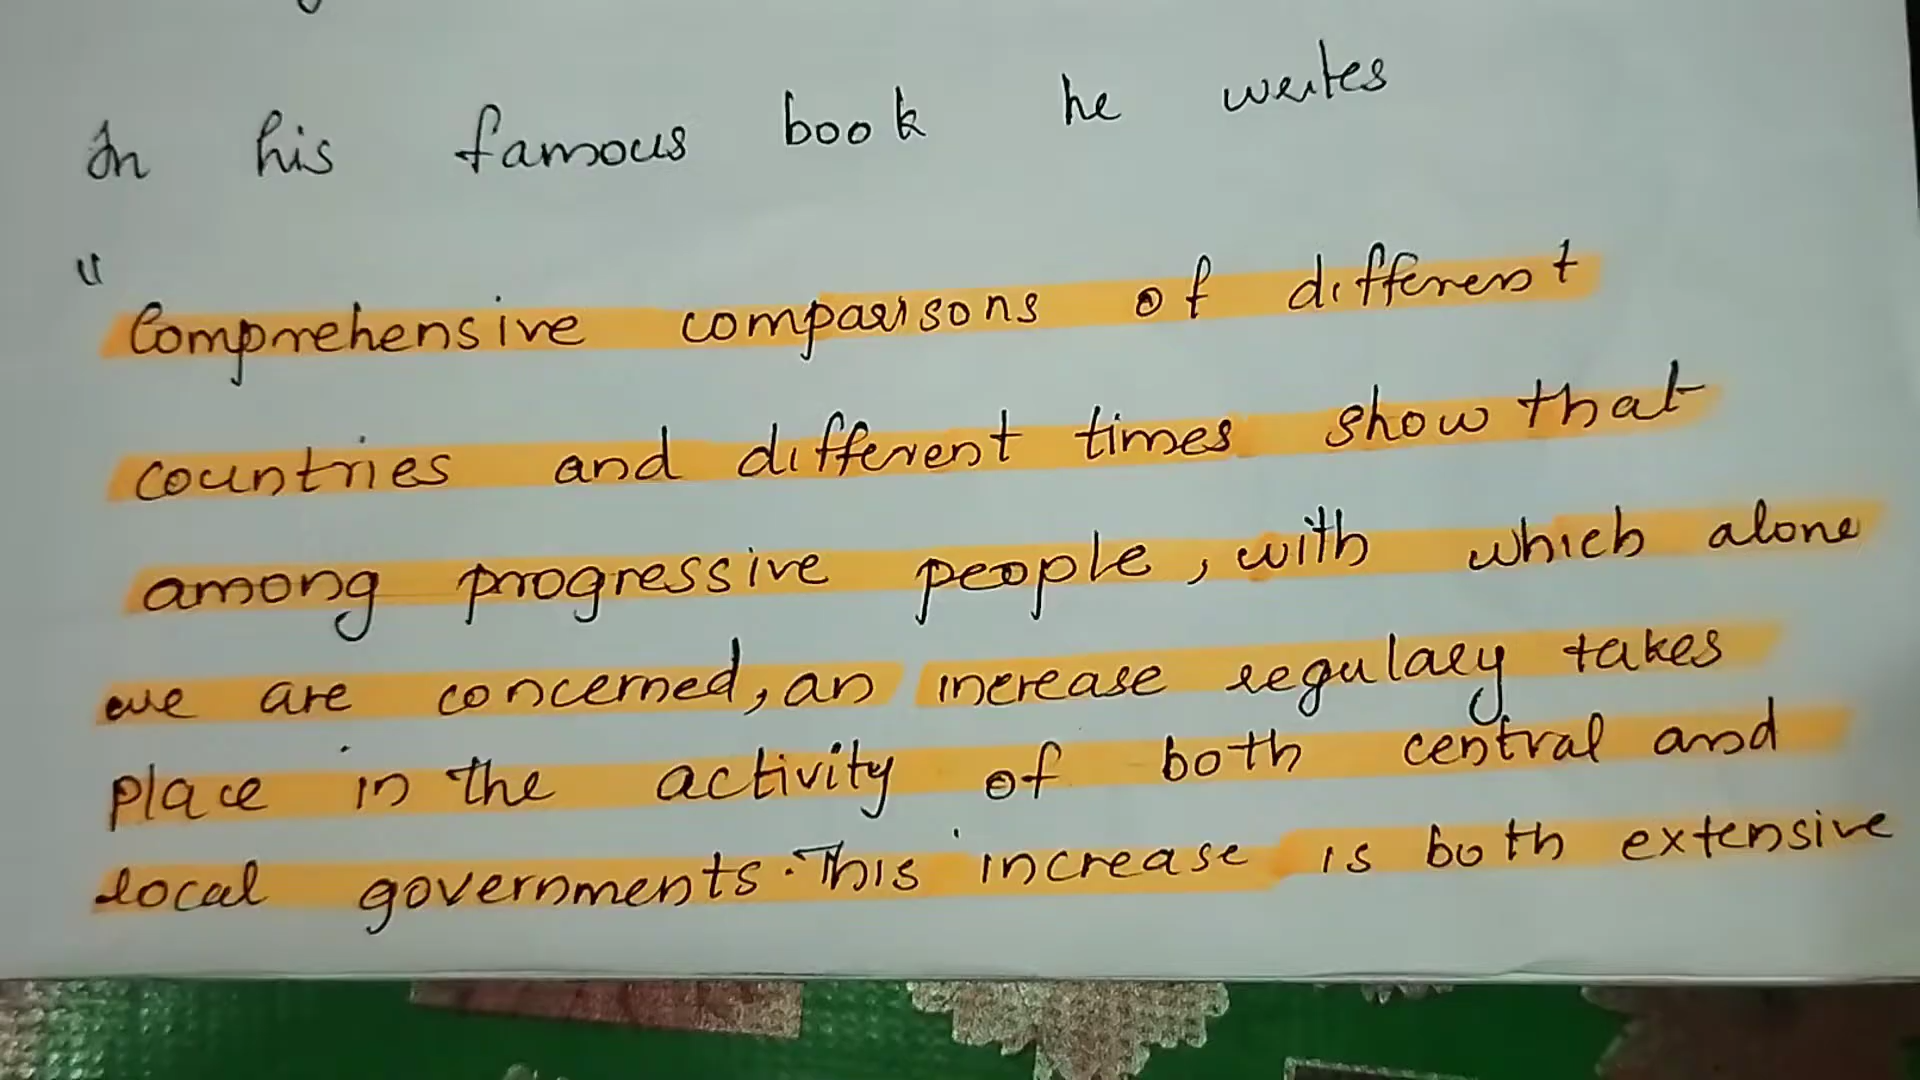 In his famous book he writes
"Comprehensive comparisons of different
countries and different times show that
among progressive people, with which alone
we are concerned, an increase regulary takes
place in the activity of both central and
local governments. This increase is both extensive